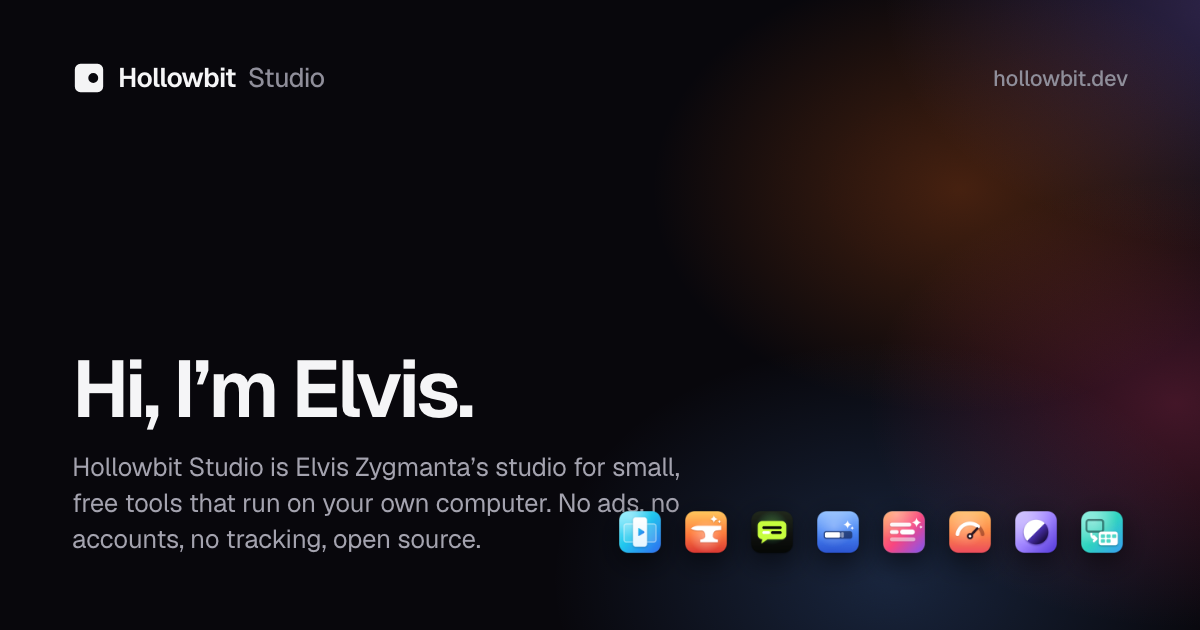 Hollowbit Studio
hollowbit.dev
Hi, I’m Elvis.
Hollowbit Studio is Elvis Zygmanta’s studio for small,
free tools that run on your own computer. No ads, no
accounts, no tracking, open source.